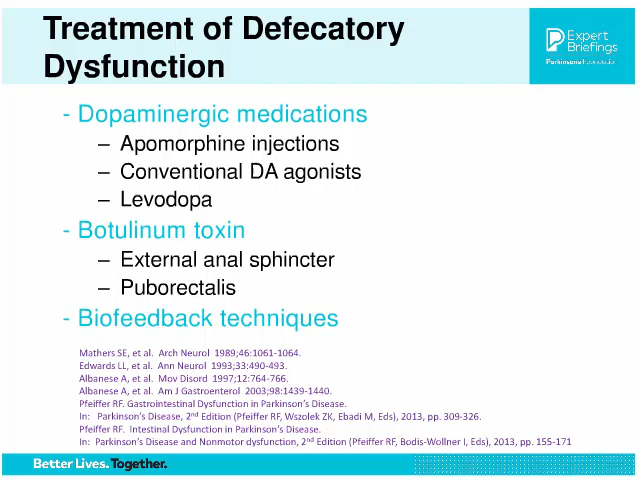 Treatment of Defecatory
Dysfunction
Expert
Briefings
Parkinson's Foundation
- Dopaminergic medications
– Apomorphine injections
– Conventional DA agonists
– Levodopa
- Botulinum toxin
– External anal sphincter
– Puborectalis
- Biofeedback techniques
Mathers SE, et al. Arch Neurol 1989;46:1061-1064.
Edwards LL, et al. Ann Neurol 1993;33:490-493.
Albanese A, et al. Mov Disord 1997;12:764-766.
Albanese A, et al. Am J Gastroenterol 2003;98:1439-1440.
Pfeiffer RF. Gastrointestinal Dysfunction in Parkinson's Disease.
In: Parkinson's Disease, 2nd Edition (Pfeiffer RF, Wszolek ZK, Ebadi M, Eds), 2013, pp. 309-326.
Pfeiffer RF. Intestinal Dysfunction in Parkinson's Disease.
In: Parkinson's Disease and Nonmotor dysfunction, 2nd Edition (Pfeiffer RF, Bodis-Wollner I, Eds), 2013, pp. 155-171
Better Lives. Together.